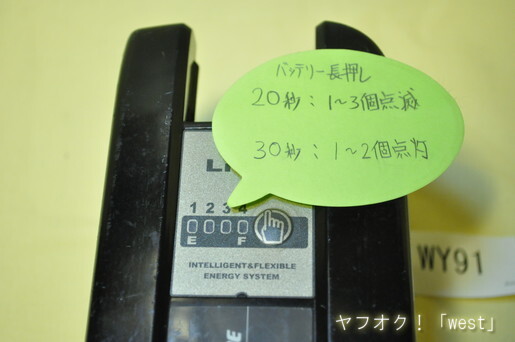 バッテリー長押し
20秒：1～3個点滅
30秒：1～2個点灯
1 2 3 4
E F
INTELLIGENT&FLEXIBLE
ENERGY SYSTEM
WY91
ヤフオク！「west」